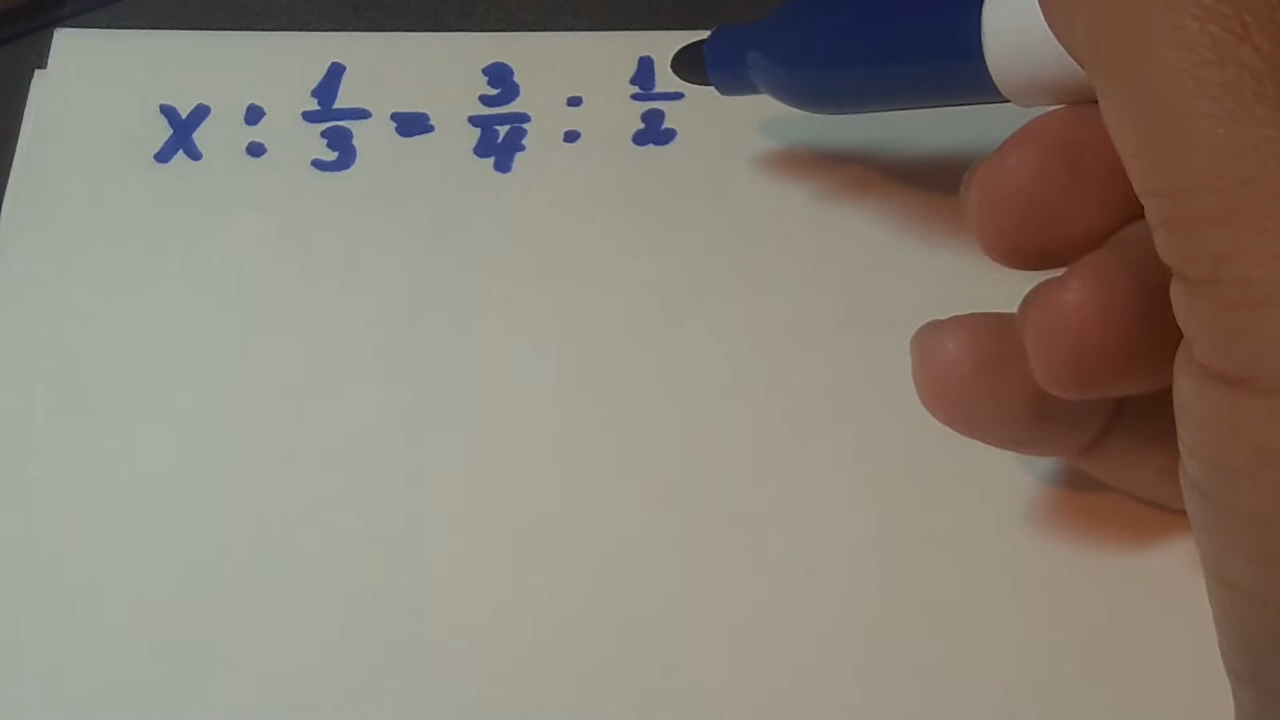 x : 1/3 = 3/4 : 1/2